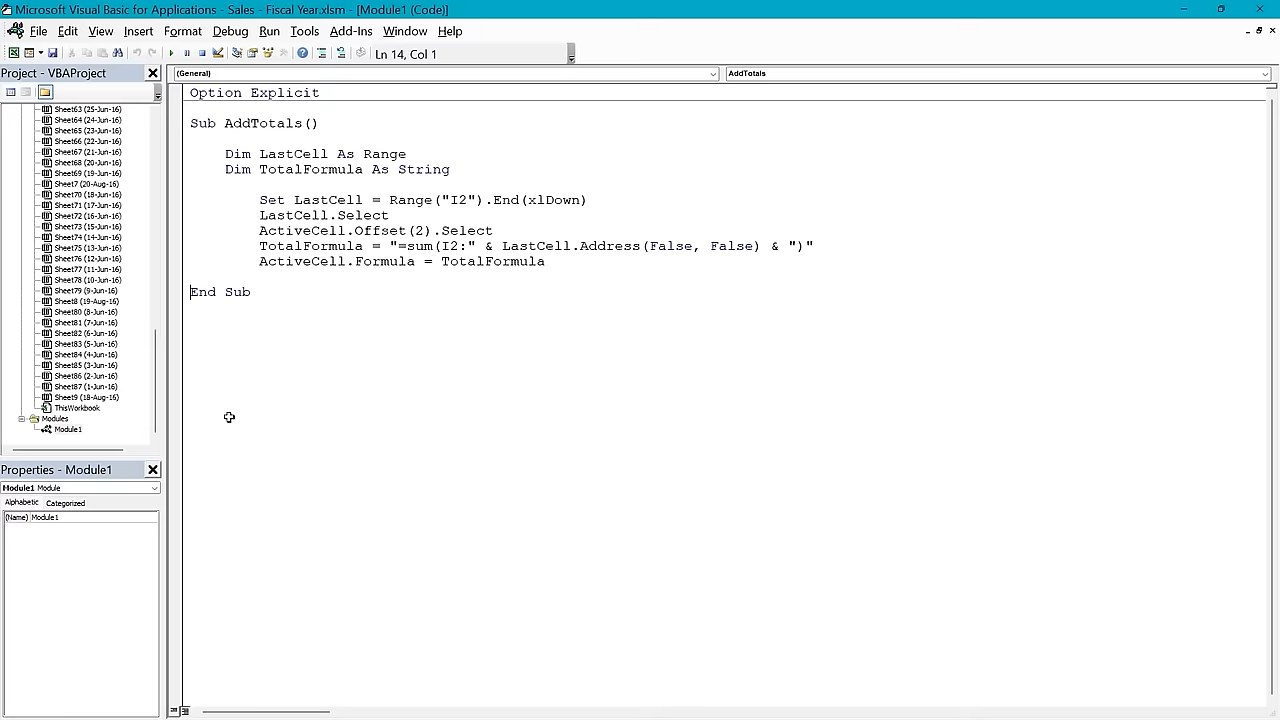 Microsoft Visual Basic for Applications - Sales - Fiscal Year.xlsm - [Module1 (Code)]
File Edit View Insert Format Debug Run Tools Add-Ins Window Help
Ln 14, Col 1
Project - VBAProject
(General)
AddTotals
Sheet63 (25-Jun-16)
Sheet64 (24-Jun-16)
Sheet65 (23-Jun-16)
Sheet66 (22-Jun-16)
Sheet67 (21-Jun-16)
Sheet68 (20-Jun-16)
Sheet69 (19-Jun-16)
Sheet7 (20-Aug-16)
Sheet70 (18-Jun-16)
Sheet71 (17-Jun-16)
Sheet72 (16-Jun-16)
Sheet73 (15-Jun-16)
Sheet74 (14-Jun-16)
Sheet75 (13-Jun-16)
Sheet76 (12-Jun-16)
Sheet77 (11-Jun-16)
Sheet78 (10-Jun-16)
Sheet79 (9-Jun-16)
Sheet8 (19-Aug-16)
Sheet80 (8-Jun-16)
Sheet81 (7-Jun-16)
Sheet82 (6-Jun-16)
Sheet83 (5-Jun-16)
Sheet84 (4-Jun-16)
Sheet85 (3-Jun-16)
Sheet86 (2-Jun-16)
Sheet87 (1-Jun-16)
Sheet9 (18-Aug-16)
ThisWorkbook
Modules
Module1
Properties - Module1
Module1 Module
Alphabetic Categorized
(Name) Module1
Option Explicit
Sub AddTotals()
Dim LastCell As Range
Dim TotalFormula As String
Set LastCell = Range("I2").End(xlDown)
LastCell.Select
ActiveCell.Offset(2).Select
TotalFormula = "=sum(I2:" & LastCell.Address(False, False) & ")"
ActiveCell.Formula = TotalFormula
End Sub